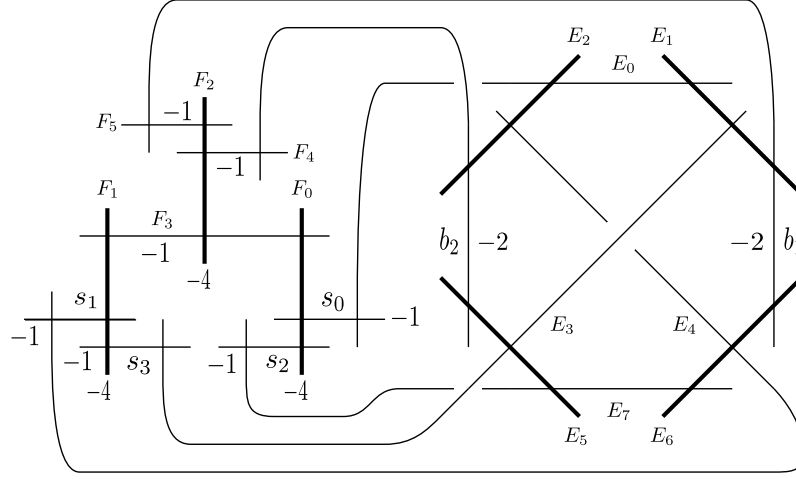 E₂ E₁
E₀
F₂
F₅ −1
−1 F₄
F₁ F₀
F₃
−1
b₂ −2 −2 b
−4
s₁ s₀
−1 −1
E₃ E₄
−1 s₃ −1 s₂
−4 −4
E₇
E₅ E₆